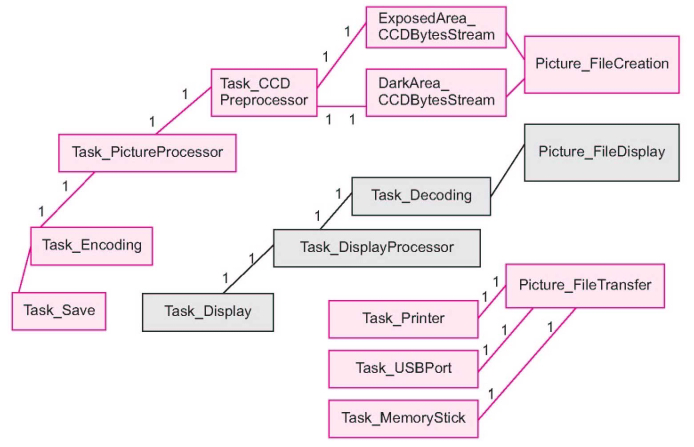 ExposedArea_
CCDBytesStream
Picture_FileCreation
1
1
Task_CCD
Preprocessor
DarkArea_
CCDBytesStream
1
1
1 1
Task_PictureProcessor
Picture_FileDisplay
1
1
Task_Decoding
1
1
Task_Encoding
Task_DisplayProcessor
1
1
Task_Save
Task_Display
Picture_FileTransfer
1
1
Task_Printer
1
1
1
Task_USBPort
1
1
Task_MemoryStick